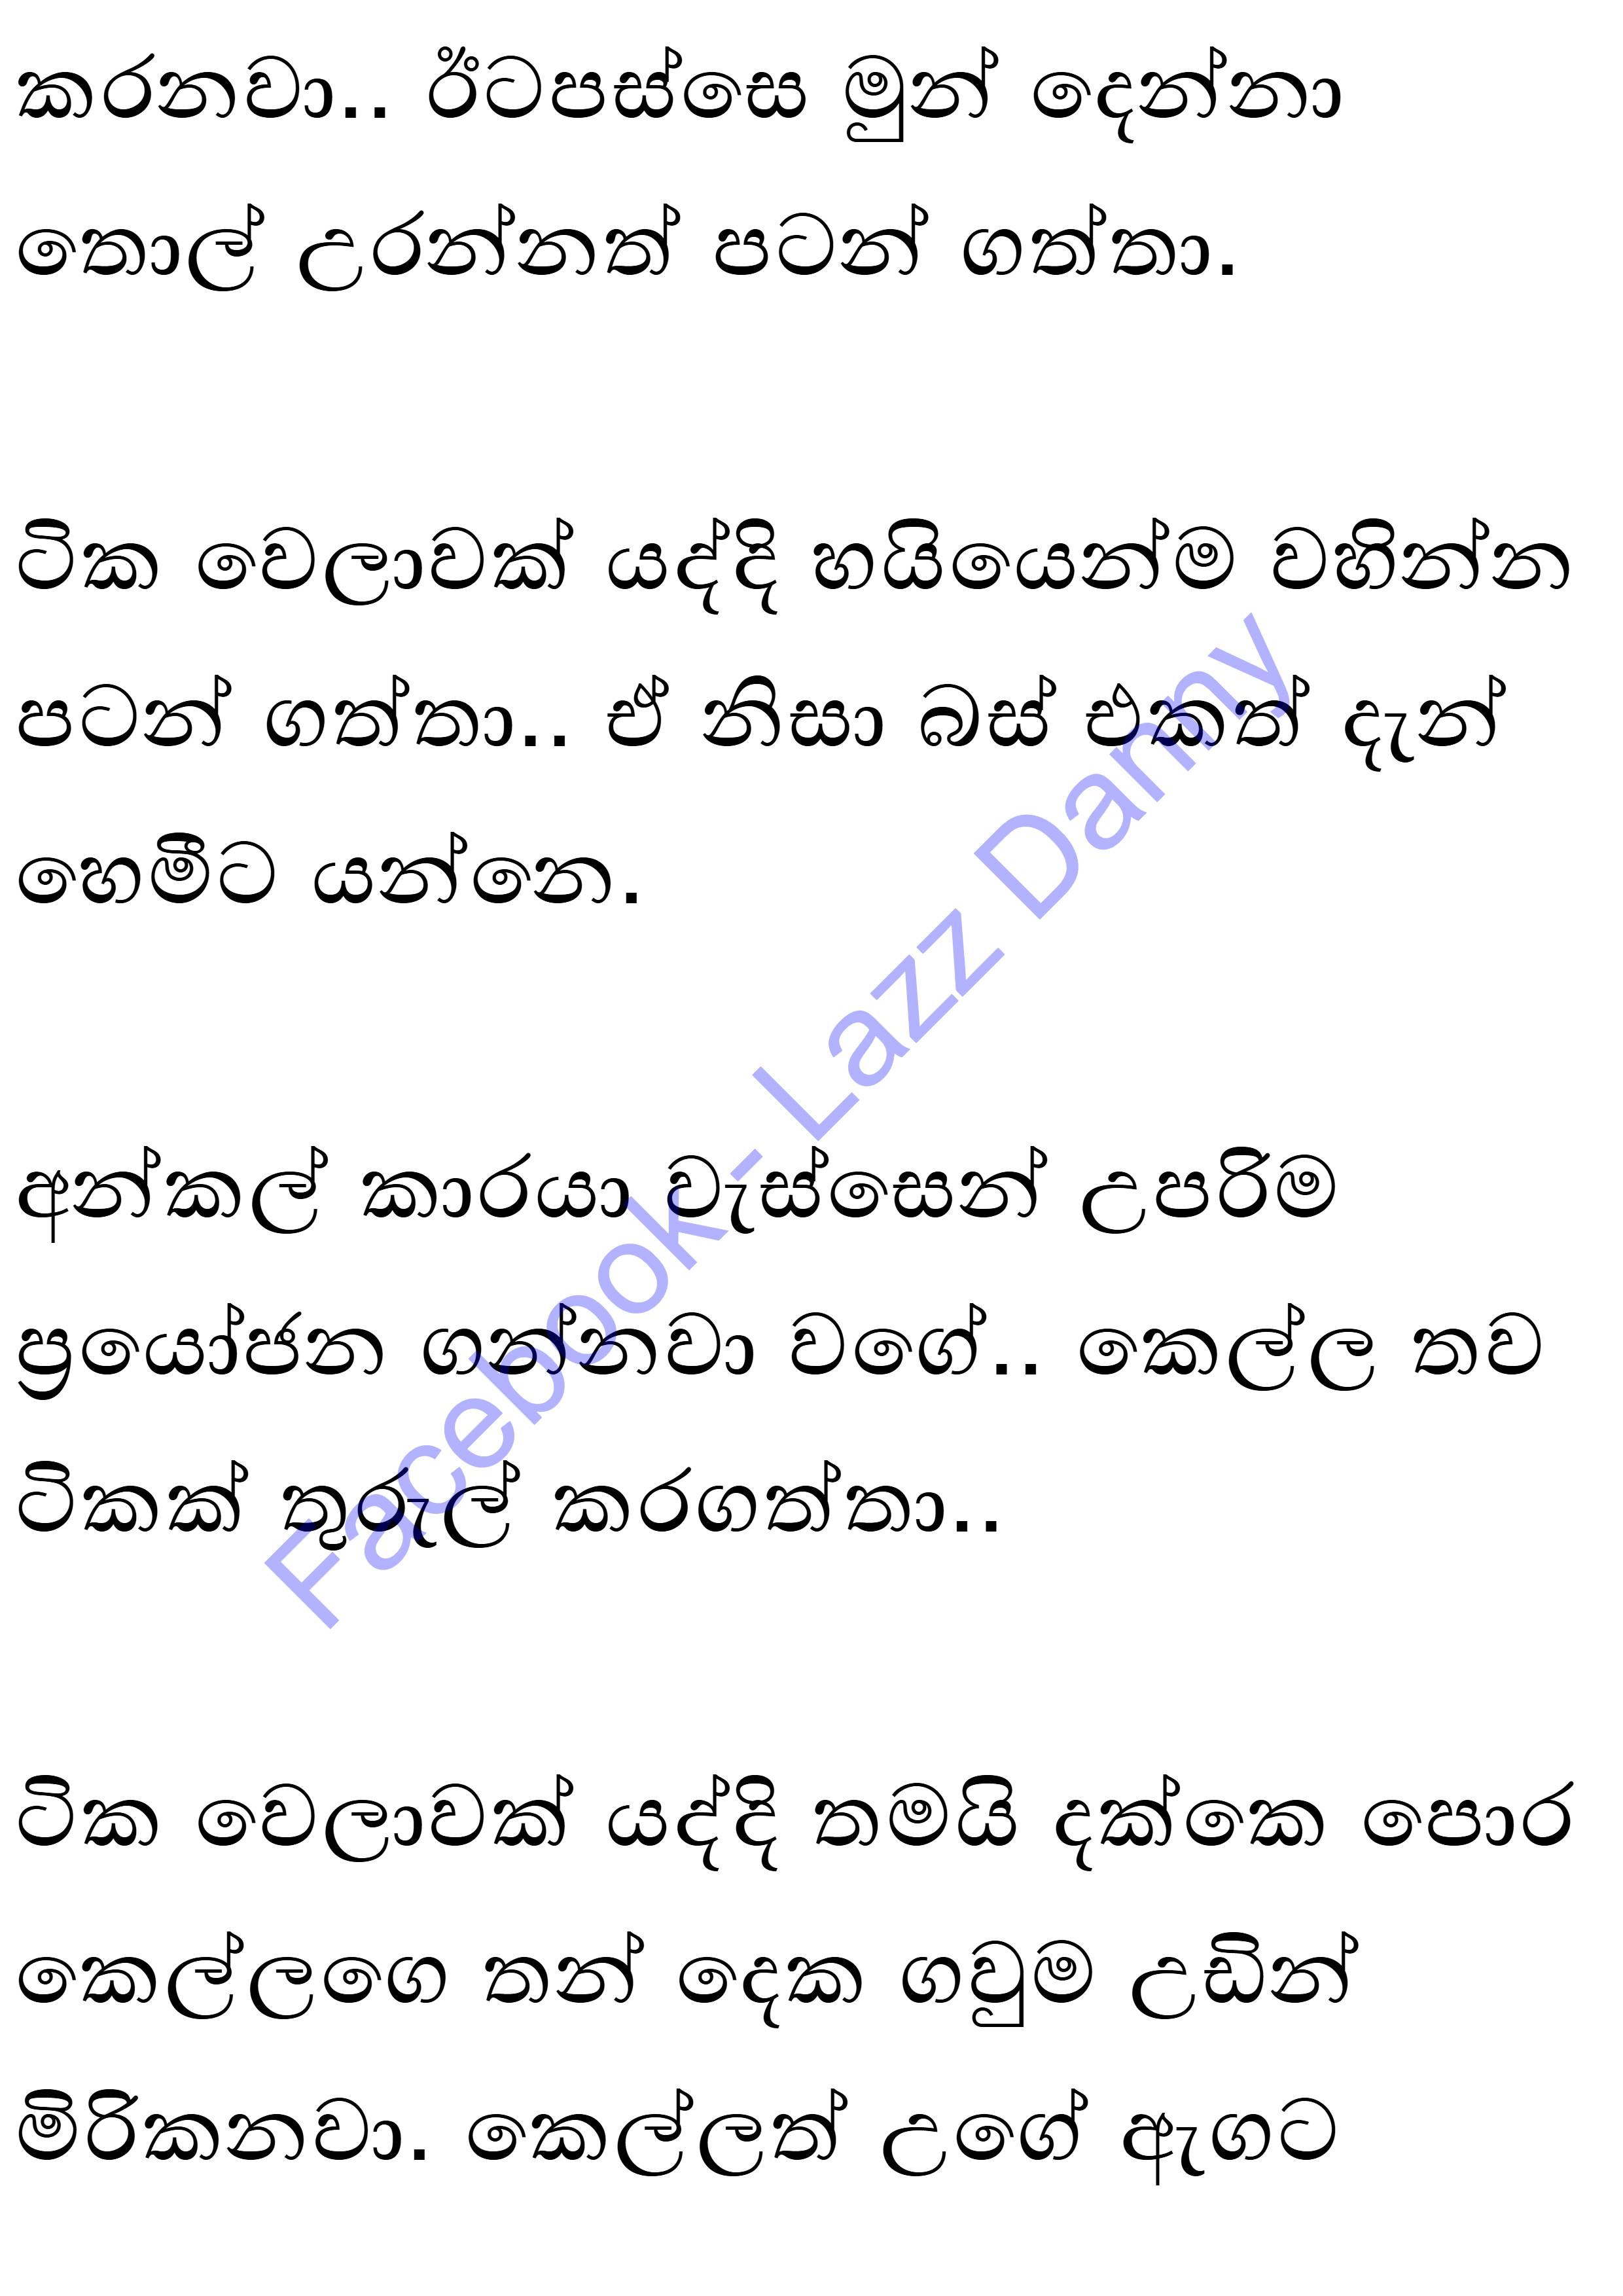 කරනවා.. ඊටපස්සෙ මුන් දෙන්නා
තොල් උරන්නත් පටන් ගත්තා.
ටික වෙලාවක් යද්දි හයියෙන්ම වහින්න
පටන් ගත්තා.. ඒ නිසා බස් එකත් දැන්
හෙමීට යන්නෙ.
අන්කල් කාරයා වැස්සෙන් උපරිම
ප්‍රයෝජන ගන්නවා වගේ.. කෙල්ල තව
ටිකක් තුරුල් කරගත්තා..
ටික වෙලාවක් යද්දි තමයි දක්කෙ පොර
කෙල්ලගෙ තන් දෙක ගවුම උඩින්
මිරිකනවා. කෙල්ලත් උගේ ඇගට
Facebook- Lazz Damy